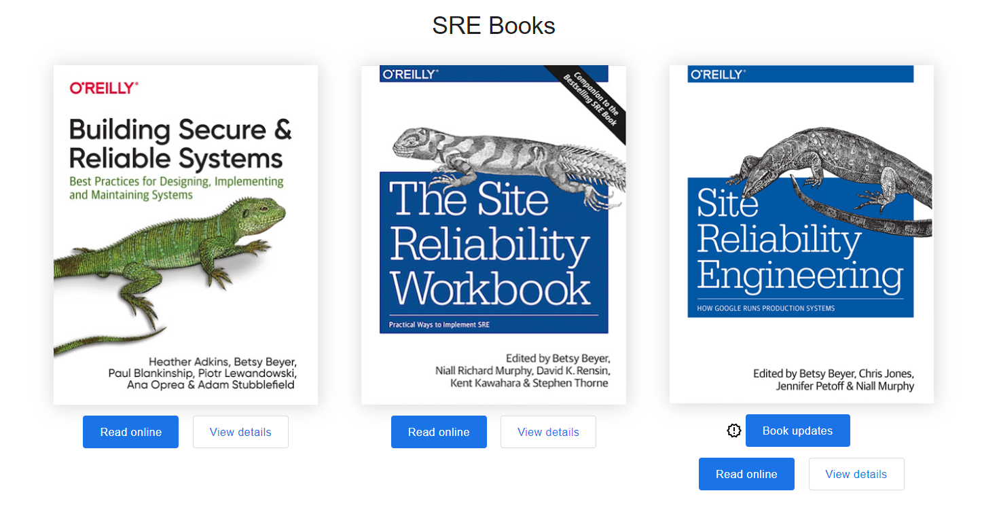 SRE Books
O'REILLY®
Building Secure &
Reliable Systems
Best Practices for Designing, Implementing
and Maintaining Systems
Heather Adkins, Betsy Beyer,
Paul Blankinship, Piotr Lewandowski,
Ana Oprea & Adam Stubblefield
Read online
View details
O'REILLY®
Companion to the
Bestselling SRE Book
The Site
Reliability
Workbook
Practical Ways to Implement SRE
Edited by Betsy Beyer,
Niall Richard Murphy, David K. Rensin,
Kent Kawahara & Stephen Thorne
Read online
View details
O'REILLY®
Site
Reliability
Engineering
HOW GOOGLE RUNS PRODUCTION SYSTEMS
Edited by Betsy Beyer, Chris Jones,
Jennifer Petoff & Niall Murphy
Book updates
Read online
View details